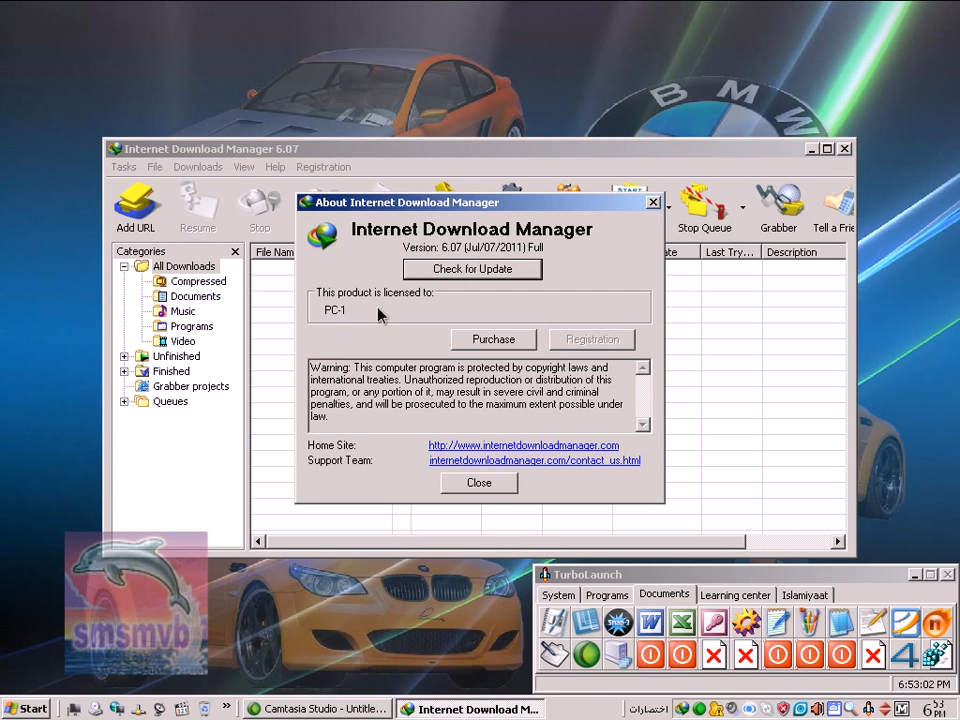 BMW
Internet Download Manager 6.07
Tasks File Downloads View Help Registration
Add URL
Resume
Stop
Stop Queue
Grabber
Tell a Frie
Categories
All Downloads
Compressed
Documents
Music
Programs
Video
Unfinished
Finished
Grabber projects
Queues
File Nam
ate
Last Try...
Description
About Internet Download Manager
Internet Download Manager
Version: 6.07 (Jul/07/2011) Full
Check for Update
This product is licensed to:
PC-1
Purchase
Registration
Warning: This computer program is protected by copyright laws and
international treaties. Unauthorized reproduction or distribution of this
program, or any portion of it, may result in severe civil and criminal
penalties, and will be prosecuted to the maximum extent possible under
law.
Home Site: http://www.internetdownloadmanager.com
Support Team: internetdownloadmanager.com/contact_us.html
Close
smsmvb
TurboLaunch
System Programs Documents Learning center Islamiyaat
6:53:02 PM
Start
Camtasia Studio - Untitle...
Internet Download M...
اختصارات
6:53 PM